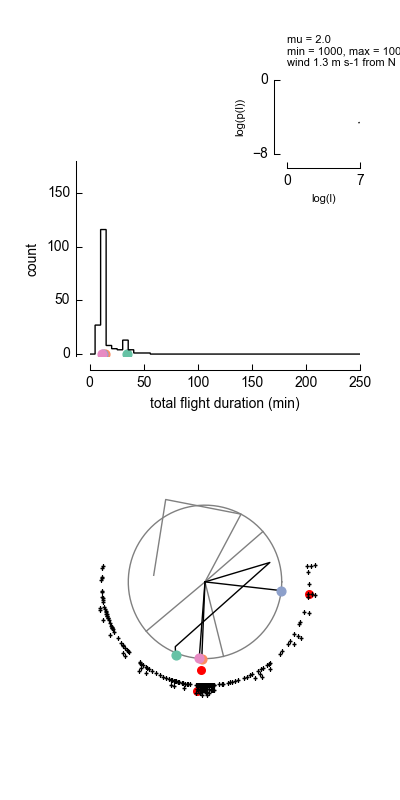 mu = 2.0
min = 1000, max = 100
wind 1.3 m s-1 from N
0
log(p(l))
−8
0 7
log(l)
150
count
100
50
0
0 50 100 150 200 250
total flight duration (min)